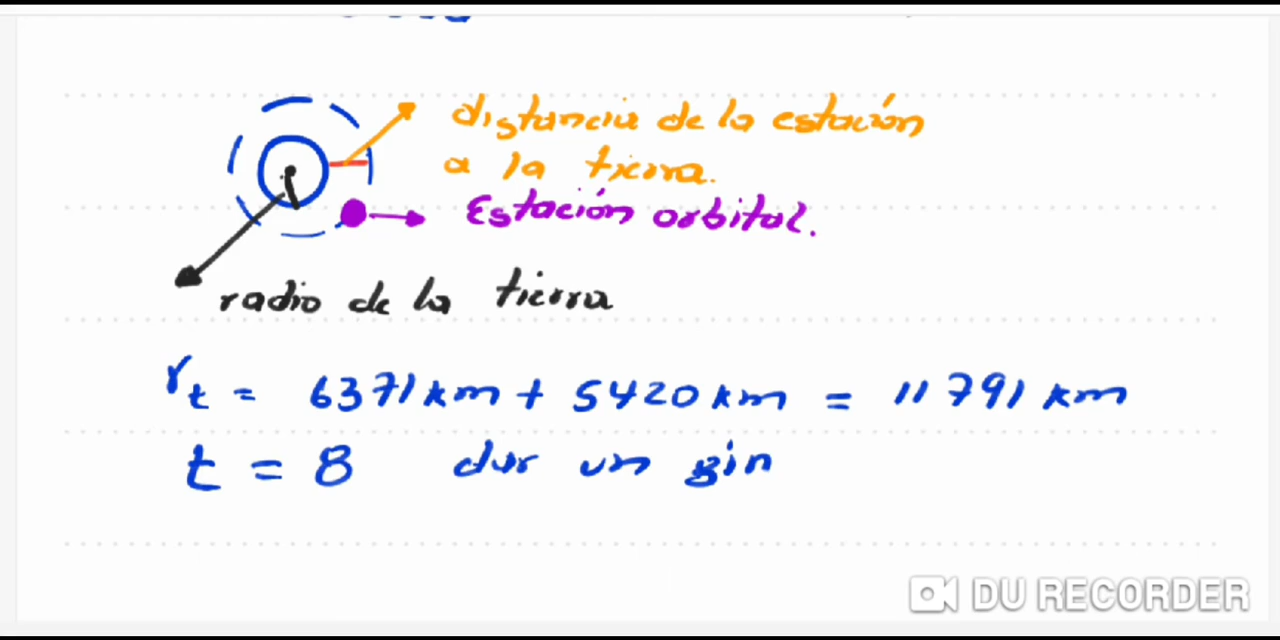 distancia de la estación
a la tierra.
Estación orbital.
radio de la tierra
rt = 6371 km + 5420 km = 11791 km
t = 8 dar un gin
DU RECORDER